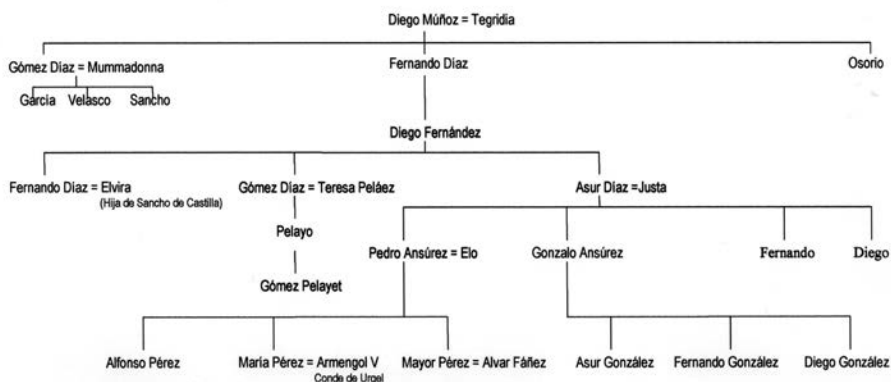 Diego Múñoz = Tegridia
Gómez Díaz = Mummadonna Fernando Díaz Osorio
García Velasco Sancho
Diego Fernández
Fernando Díaz = Elvira Gómez Díaz = Teresa Peláez Asur Díaz =Justa
(Hija de Sancho de Castilla)
Pelayo
Pedro Ansúrez = Elo Gonzalo Ansúrez Fernando Diego
Gómez Pelayet
Alfonso Pérez María Pérez = Armengol V Mayor Pérez = Alvar Fáñez Asur González Fernando González Diego González
Conde de Urgel